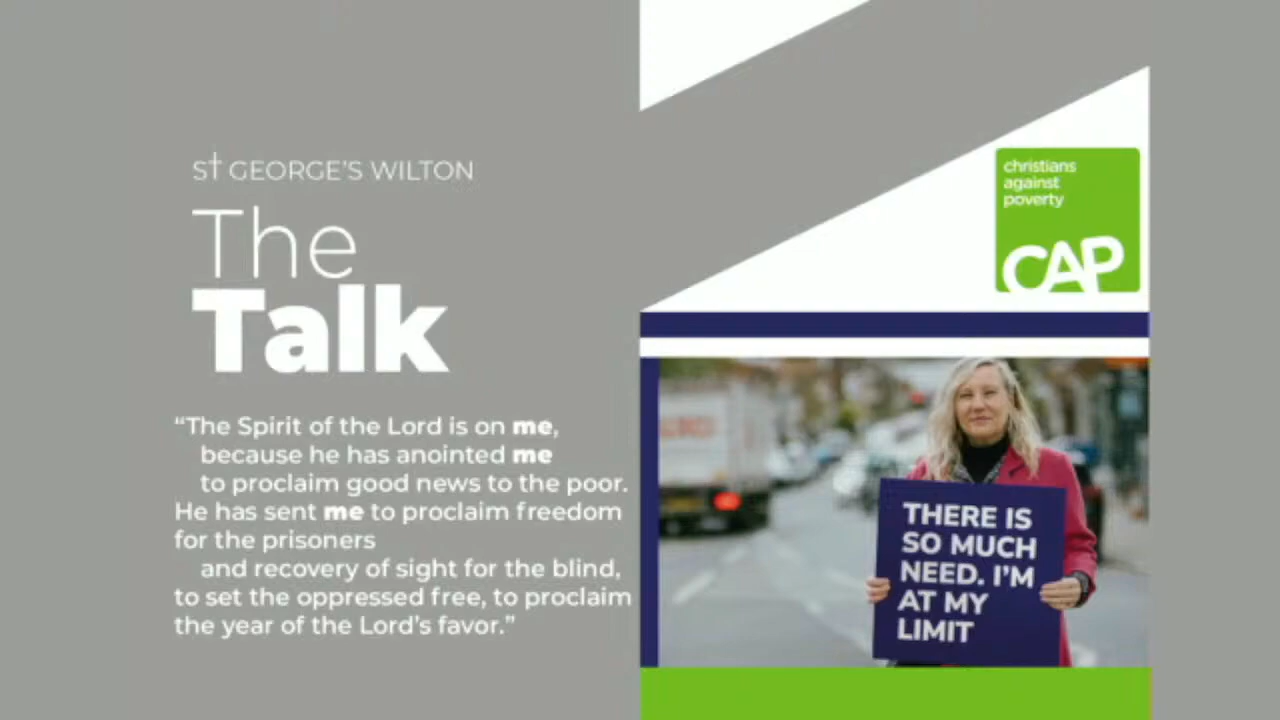 St GEORGE'S WILTON
The
Talk
“The Spirit of the Lord is on me,
because he has anointed me
to proclaim good news to the poor.
He has sent me to proclaim freedom
for the prisoners
and recovery of sight for the blind,
to set the oppressed free, to proclaim
the year of the Lord’s favor.”
christians
against
poverty
CAP
THERE IS
SO MUCH
NEED. I'M
AT MY
LIMIT